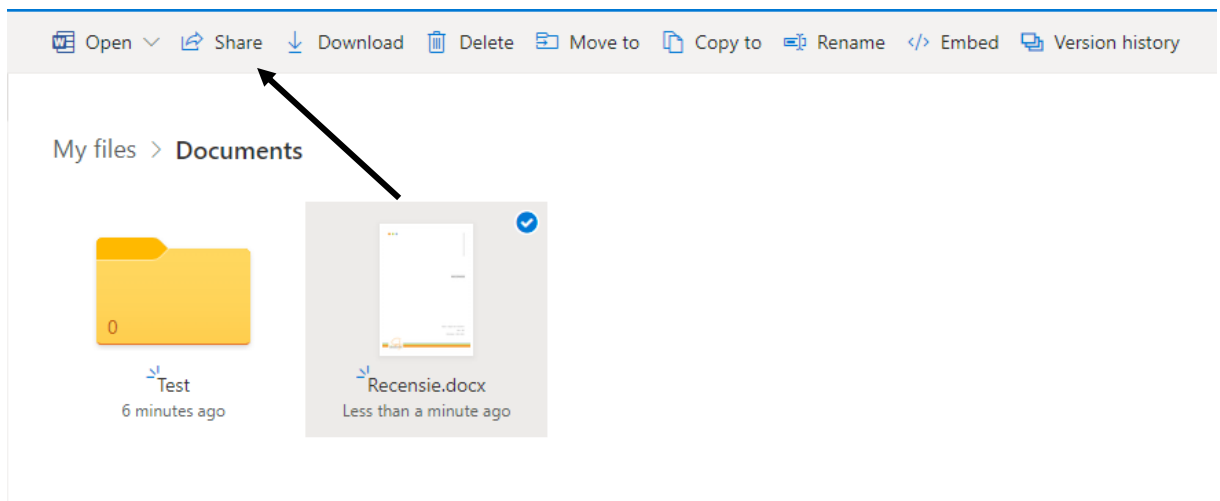 Open Share Download Delete Move to Copy to Rename Embed Version history
My files > Documents
0
Test
6 minutes ago
Recensie.docx
Less than a minute ago